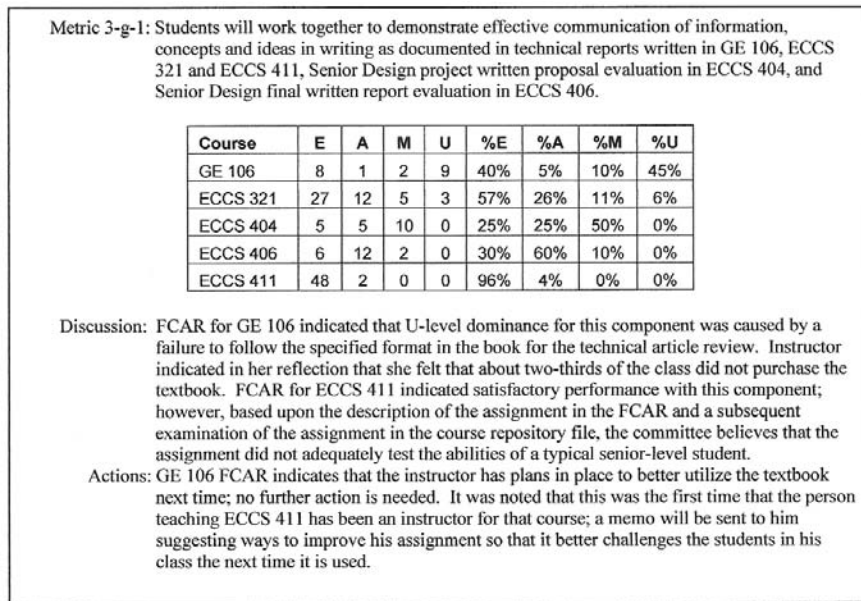 Metric 3-g-1: Students will work together to demonstrate effective communication of information,
concepts and ideas in writing as documented in technical reports written in GE 106, ECCS
321 and ECCS 411, Senior Design project written proposal evaluation in ECCS 404, and
Senior Design final written report evaluation in ECCS 406.
Course E A M U %E %A %M %U
GE 106 8 1 2 9 40% 5% 10% 45%
ECCS 321 27 12 5 3 57% 26% 11% 6%
ECCS 404 5 5 10 0 25% 25% 50% 0%
ECCS 406 6 12 2 0 30% 60% 10% 0%
ECCS 411 48 2 0 0 96% 4% 0% 0%
Discussion: FCAR for GE 106 indicated that U-level dominance for this component was caused by a
failure to follow the specified format in the book for the technical article review. Instructor
indicated in her reflection that she felt that about two-thirds of the class did not purchase the
textbook. FCAR for ECCS 411 indicated satisfactory performance with this component;
however, based upon the description of the assignment in the FCAR and a subsequent
examination of the assignment in the course repository file, the committee believes that the
assignment did not adequately test the abilities of a typical senior-level student.
Actions: GE 106 FCAR indicates that the instructor has plans in place to better utilize the textbook
next time; no further action is needed. It was noted that this was the first time that the person
teaching ECCS 411 has been an instructor for that course; a memo will be sent to him
suggesting ways to improve his assignment so that it better challenges the students in his
class the next time it is used.